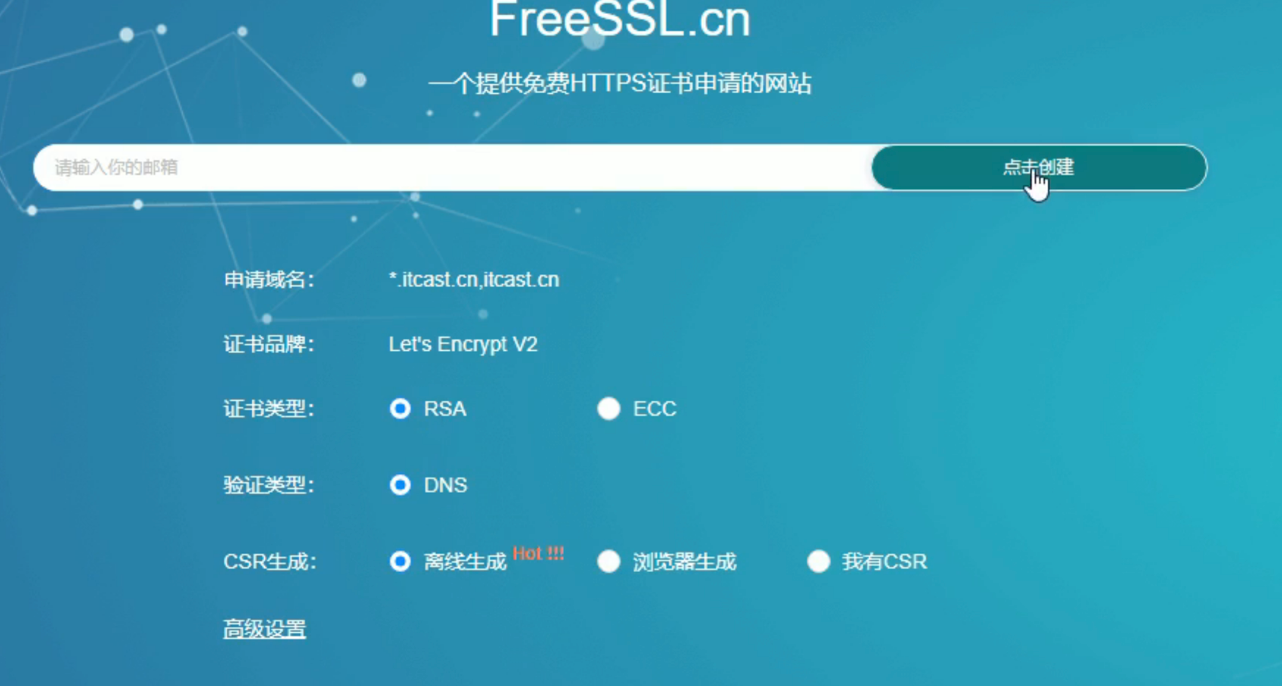 FreeSSL.cn
一个提供免费HTTPS证书申请的网站
请输入你的邮箱 点击创建
申请域名： *.itcast.cn,itcast.cn
证书品牌： Let's Encrypt V2
证书类型： RSA ECC
验证类型： DNS
CSR生成： 离线生成 Hot !!! 浏览器生成 我有CSR
高级设置